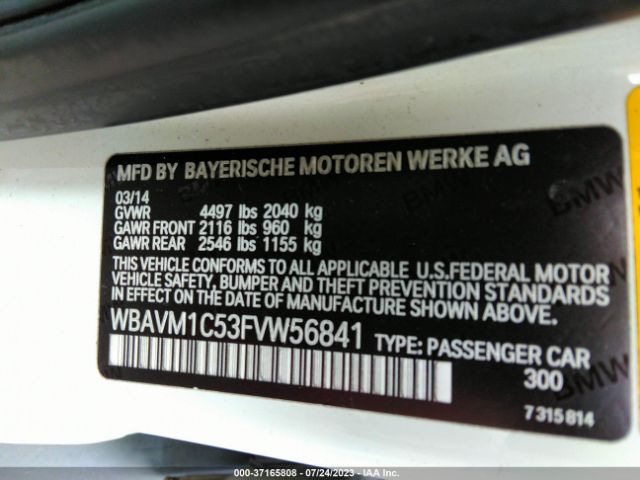 MFD BY BAYERISCHE MOTOREN WERKE AG
03/14
GVWR 4497 lbs 2040 kg
GAWR FRONT 2116 lbs 960 kg
GAWR REAR 2546 lbs 1155 kg
THIS VEHICLE CONFORMS TO ALL APPLICABLE U.S.FEDERAL MOTOR
VEHICLE SAFETY, BUMPER AND THEFT PREVENTION STANDARDS
IN EFFECT ON THE DATE OF MANUFACTURE SHOWN ABOVE.
WBAVM1C53FVW56841 TYPE: PASSENGER CAR
300
7315814
BMW
BMW
000-37165808 - 07/24/2023 - IAA Inc.